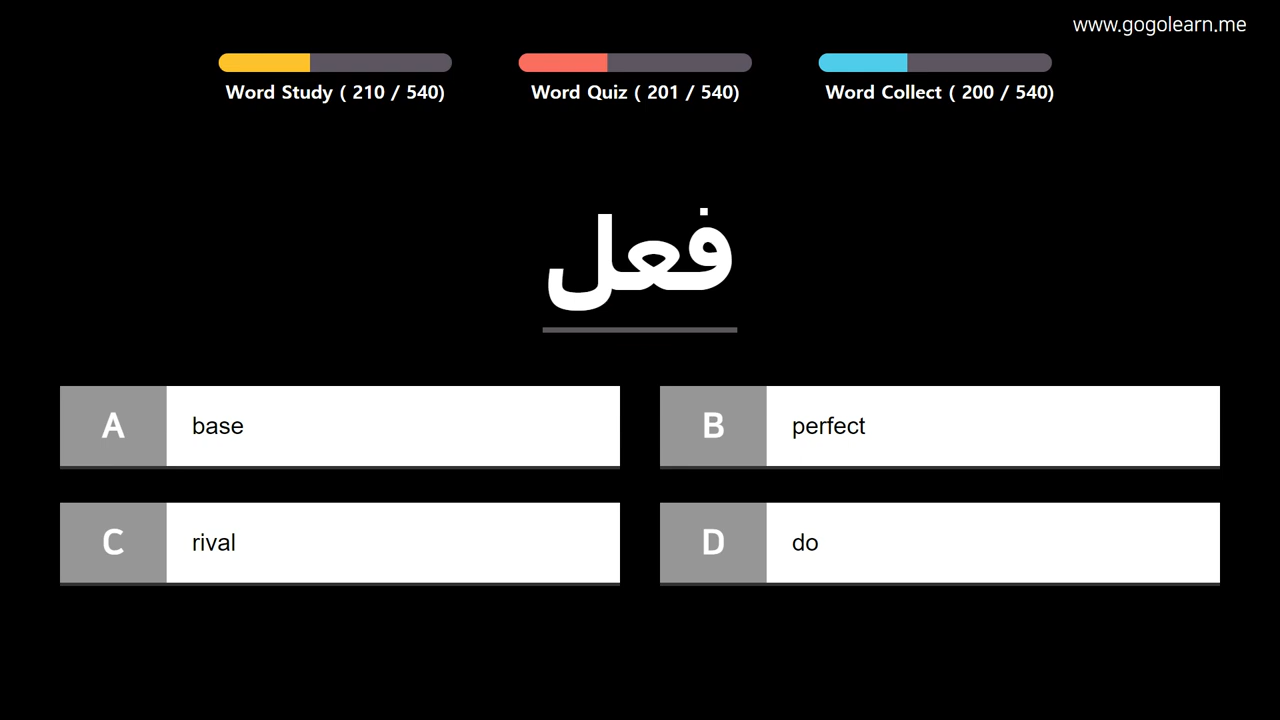 www.gogolearn.me
Word Study ( 210 / 540)
Word Quiz ( 201 / 540)
Word Collect ( 200 / 540)
فعل
A base
B perfect
C rival
D do